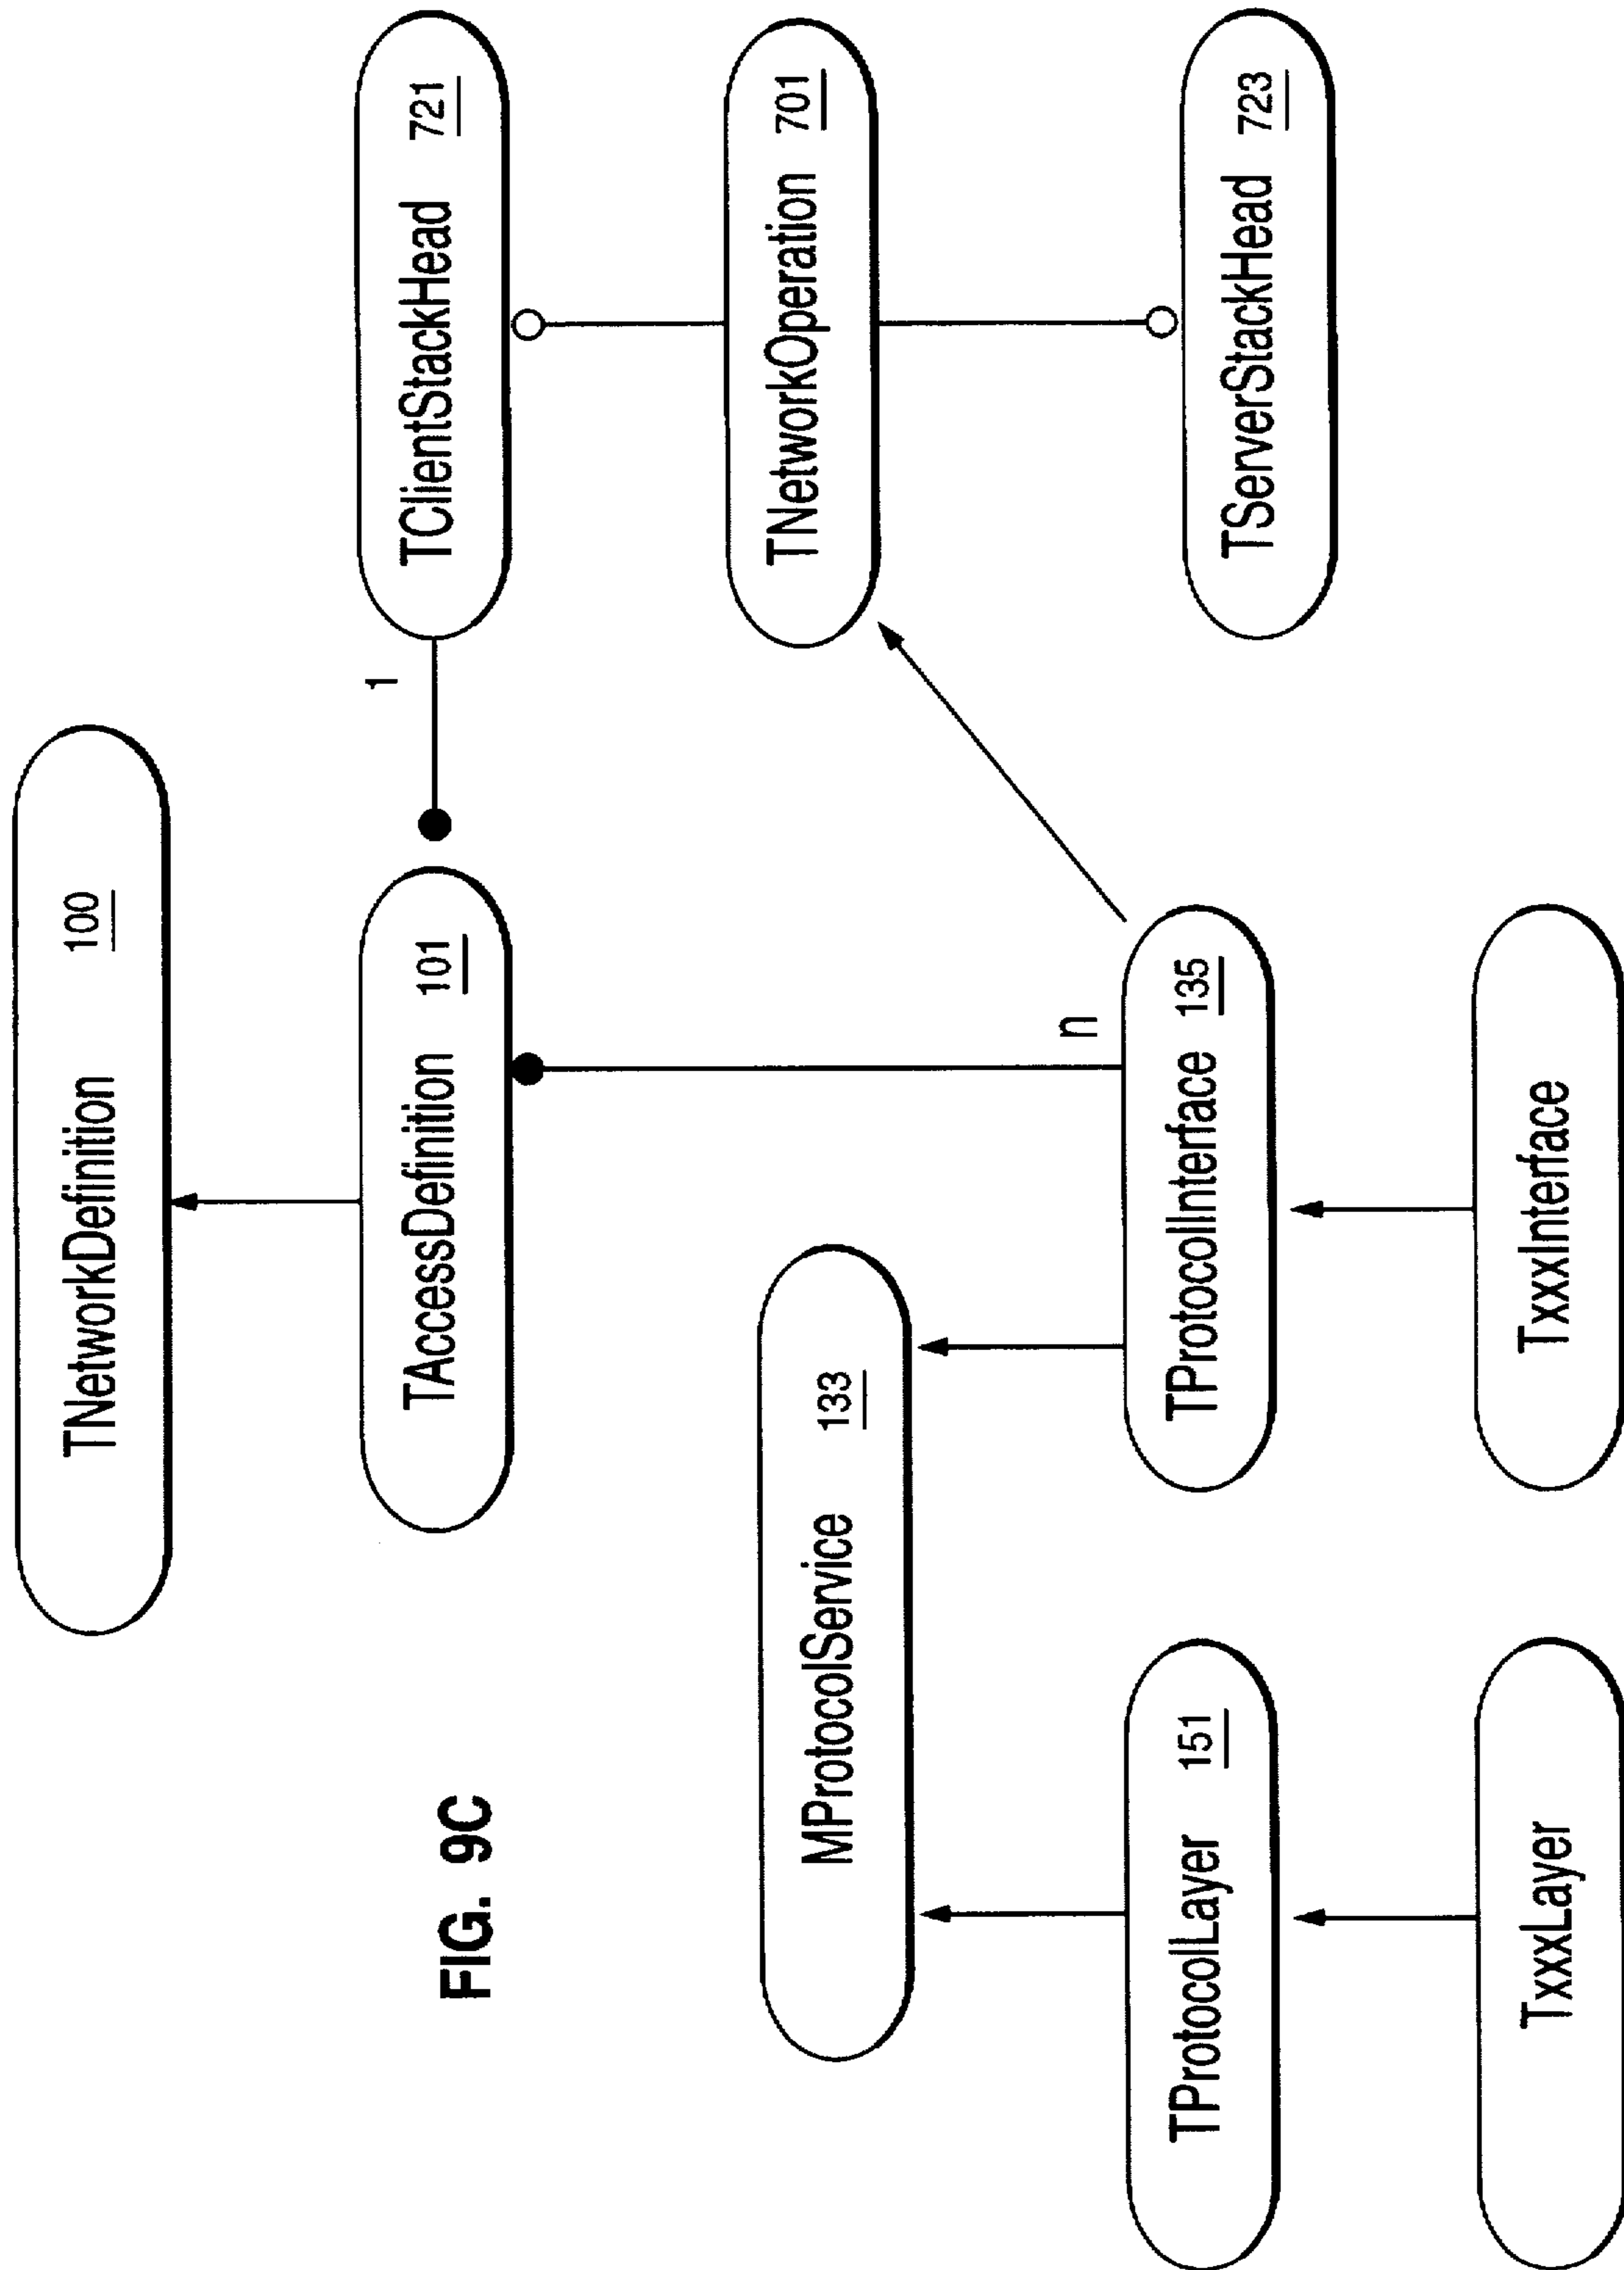 TNetworkDefinition 100
TAccessDefinition 101
1
TClientStackHead 721
FIG. 9C
MProtocolService 133
TNetworkOperation 701
n
TProtocolLayer 151
TProtocolInterface 135
TServerStackHead 723
TxxxLayer
TxxxInterface